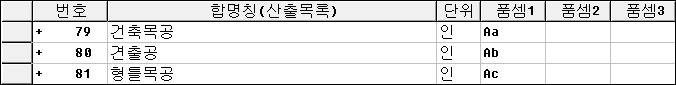 번호 합명칭(산출목록) 단위 품셈1 품셈2 품셈3
+ 79 건축목공 인 Aa
+ 80 견출공 인 Ab
+ 81 형틀목공 인 Ac